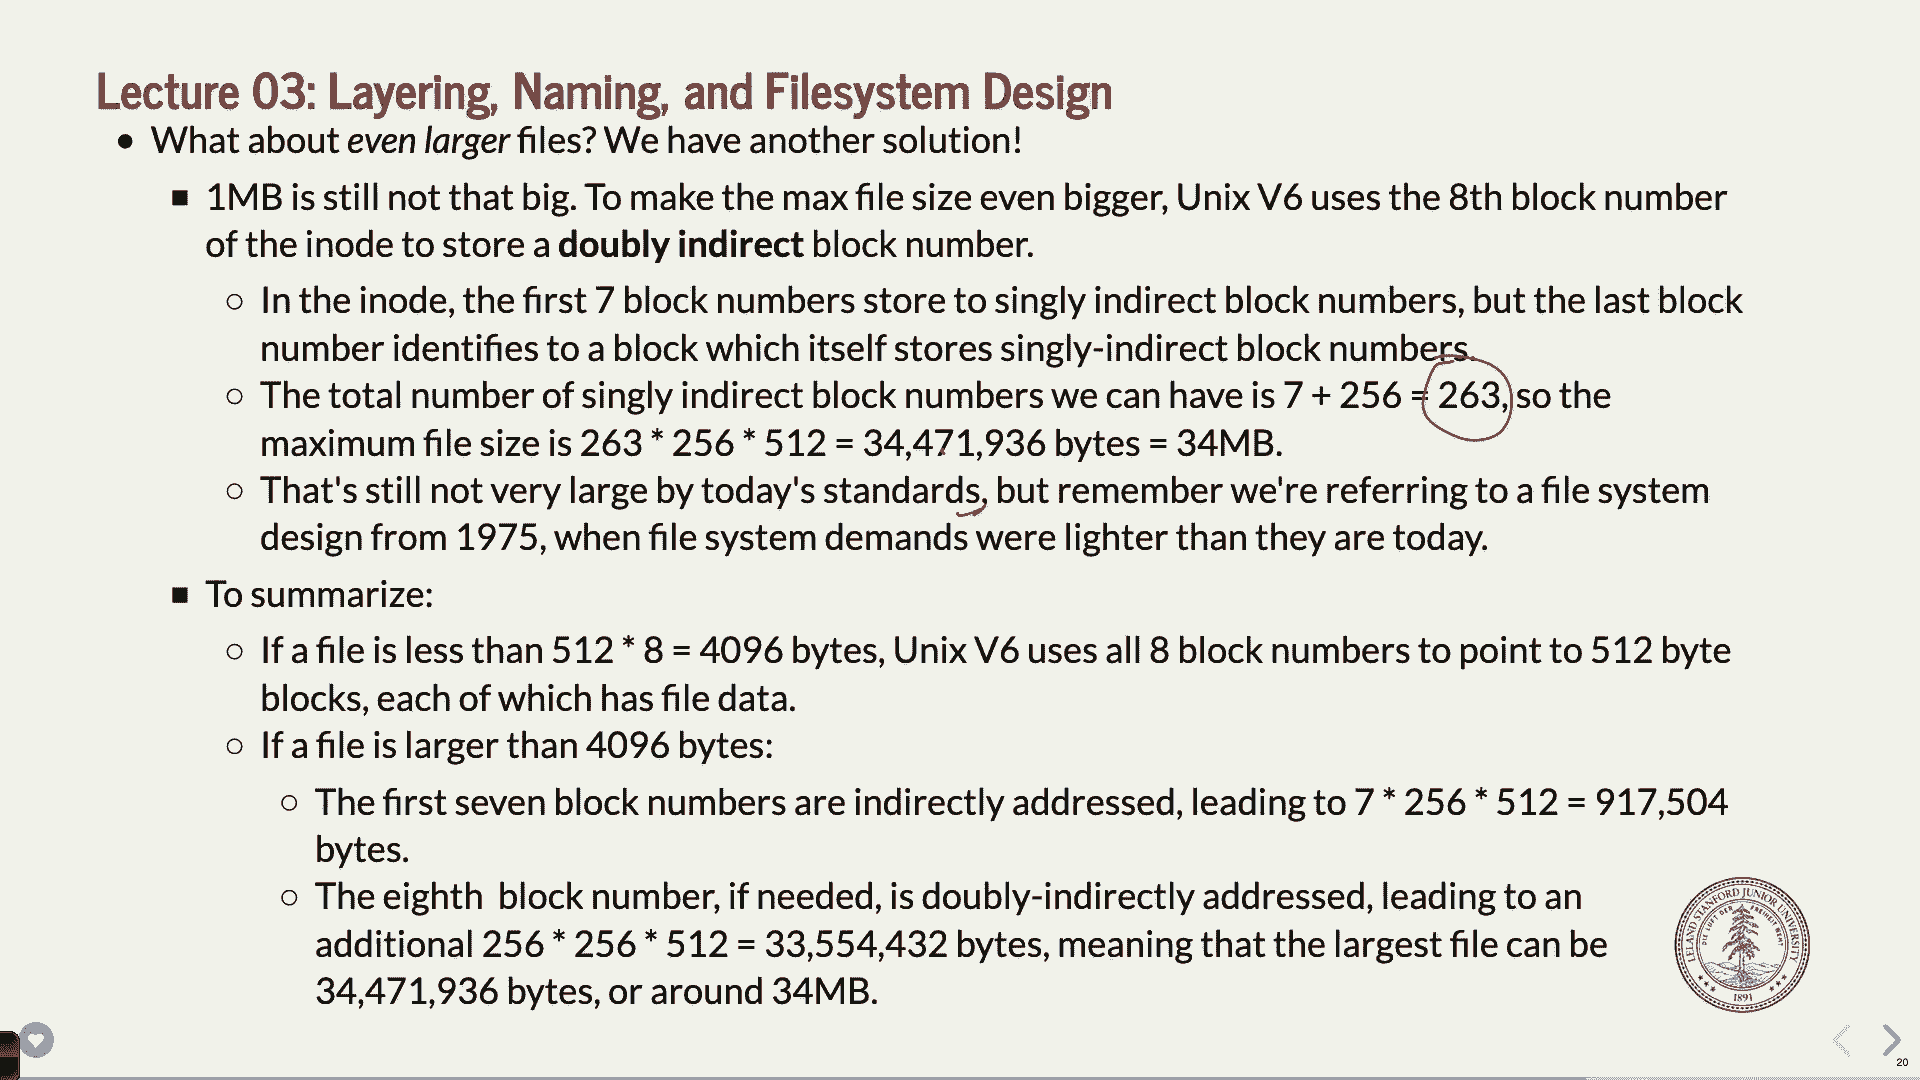 Lecture 03: Layering, Naming, and Filesystem Design
• What about even larger files? We have another solution!
■ 1MB is still not that big. To make the max file size even bigger, Unix V6 uses the 8th block number
of the inode to store a doubly indirect block number.
○ In the inode, the first 7 block numbers store to singly indirect block numbers, but the last block
number identifies to a block which itself stores singly-indirect block numbers.
○ The total number of singly indirect block numbers we can have is 7 + 256 = 263, so the
maximum file size is 263 * 256 * 512 = 34,471,936 bytes = 34MB.
○ That's still not very large by today's standards, but remember we're referring to a file system
design from 1975, when file system demands were lighter than they are today.
■ To summarize:
○ If a file is less than 512 * 8 = 4096 bytes, Unix V6 uses all 8 block numbers to point to 512 byte
blocks, each of which has file data.
○ If a file is larger than 4096 bytes:
○ The first seven block numbers are indirectly addressed, leading to 7 * 256 * 512 = 917,504
bytes.
○ The eighth block number, if needed, is doubly-indirectly addressed, leading to an
additional 256 * 256 * 512 = 33,554,432 bytes, meaning that the largest file can be
34,471,936 bytes, or around 34MB.
LELAND STANFORD JUNIOR UNIVERSITY
DIE LUFT DER FREIHEIT WEHT
1891
20